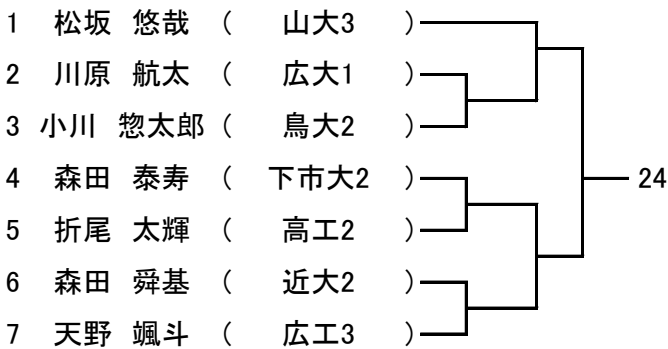 1 松坂 悠哉 ( 山大3 )
2 川原 航太 ( 広大1 )
3 小川 惣太郎 ( 鳥大2 )
4 森田 泰寿 ( 下市大2 )
24
5 折尾 太輝 ( 高工2 )
6 森田 舜基 ( 近大2 )
7 天野 颯斗 ( 広工3 )